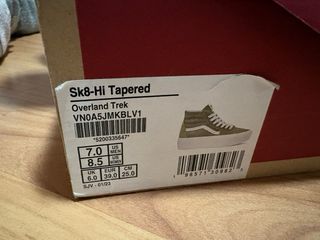 Sk8-Hi Tapered
Overland Trek
VN0A5JMKBLV1
*5200335647*
7.0 US MEN
8.5 US WMN
UK 6.0 EUR 39.0 CM 25.0
SJV - 01/23